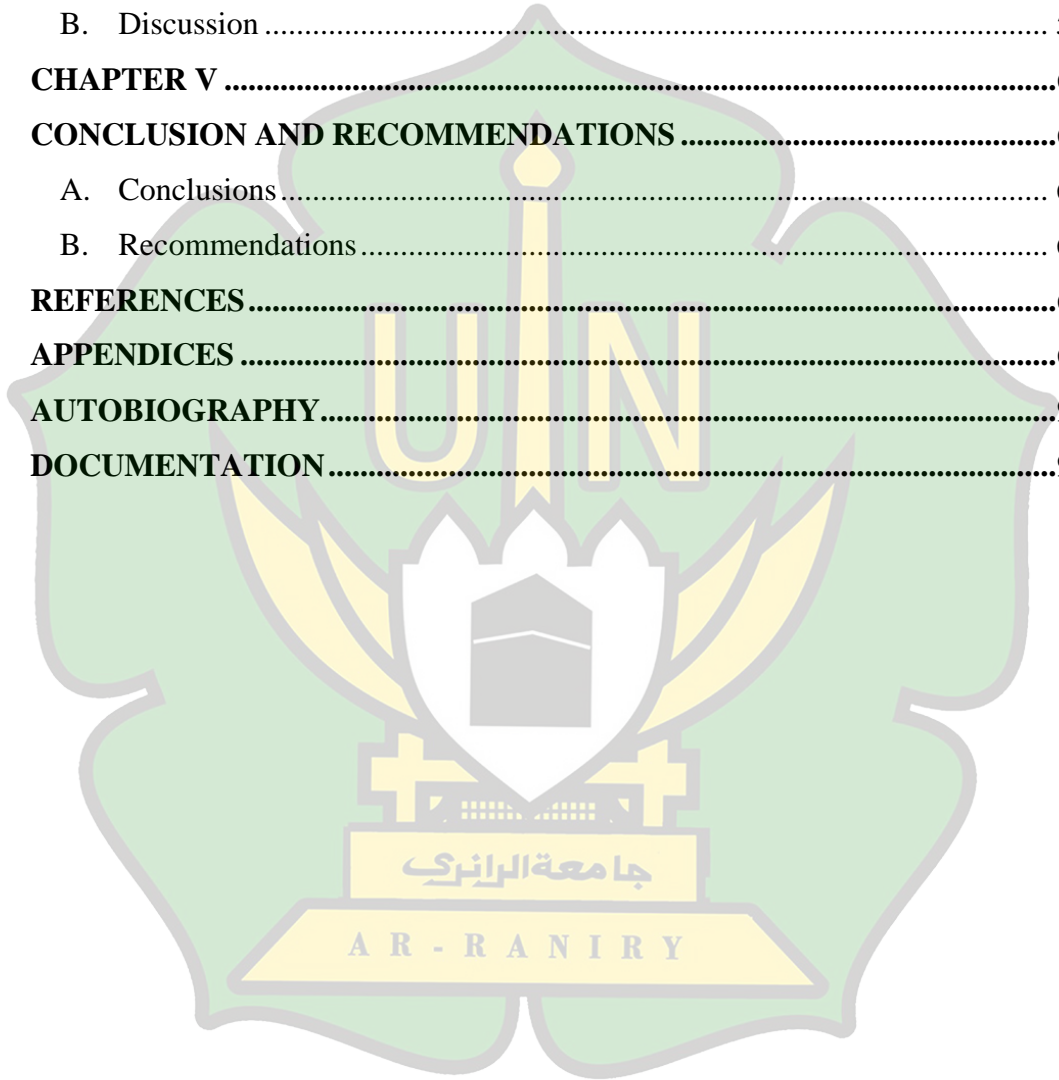 B. Discussion ................................................................................................
CHAPTER V ................................................................................................
CONCLUSION AND RECOMMENDATIONS ................................................
A. Conclusions ................................................................................................
B. Recommendations ......................................................................................
REFERENCES ................................................................................................
APPENDICES ................................................................................................
AUTOBIOGRAPHY ........................................................................................
DOCUMENTATION ......................................................................................
U I N
جامعة الرانري
AR-RANIRY